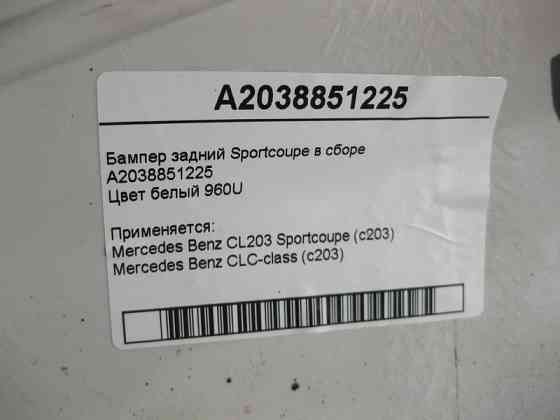 A2038851225
Бампер задний Sportcoupe в сборе
A2038851225
Цвет белый 960U
Применяется:
Mercedes Benz CL203 Sportcoupe (c203)
Mercedes Benz CLC-class (c203)